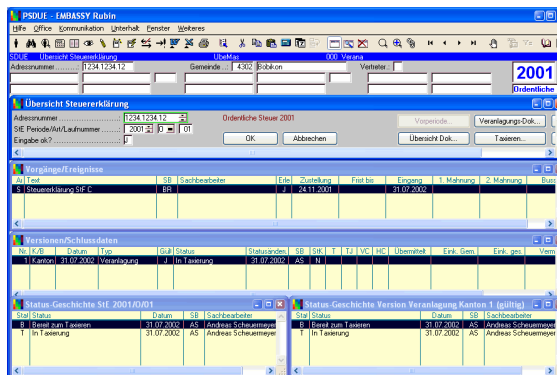 PSDUE - EMBASSY Rubin
Hilfe Office Kommunikation Unterhalt Fenster Weiteres
SDUE Übersicht Steuererklärung UbeMas 000 Verana
Adressnummer.........: 1234.1234.12 Gemeinde ..: 4302 Bobikon Vertreter.:
2001
Ordentliche
Übersicht Steuererklärung
Adressnummer 1234.1234.12 Ordentliche Steuer 2001 Vorperiode... Veranlagungs-Dok...
StE Periode/Art/Laufnummer 2001 0 01
Eingabe ok? J OK Abbrechen Übersicht Dok... Taxieren...
Vorgänge/Ereignisse
Ar Text SB Sachbearbeiter Erle Zustellung Frist bis Eingang 1. Mahnung 2. Mahnung Buss
S Steuererklärung StF C BR J 24.11.2001 31.07.2002
Versionen/Schlussdaten
Nr. K/B Datum Typ Gült Status Statusänden. SB StK T TJ VC HC Übermittelt Eink. Gem. Eink. ges. Verm
1 Kanton 31.07.2002 Veranlagung J In Taxierung 31.07.2002 AS N
Status-Geschichte StE 2001/0/01
Stat Status Datum SB Sachbearbeiter
B Bereit zum Taxieren 31.07.2002 AS Andreas Scheuermeyer
T In Taxierung 31.07.2002 AS Andreas Scheuermeyer
Status-Geschichte Version Veranlagung Kanton 1 (gültig)
Stat Status Datum SB Sachbearbeiter
B Bereit zum Taxieren 31.07.2002 AS Andreas Scheuermeyer
T In Taxierung 31.07.2002 AS Andreas Scheuermeyer